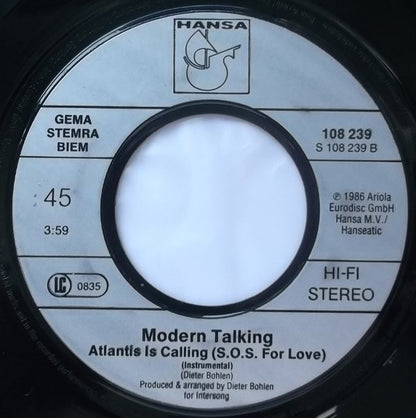 HANSA
GEMA
STEMRA
BIEM
108 239
S 108 239 B
45
3:59
℗ 1986 Ariola
Eurodisc GmbH
Hansa M.V./
Hanseatic
LC 0835
HI-FI
STEREO
Modern Talking
Atlantis Is Calling (S.O.S. For Love)
(Instrumental)
(Dieter Bohlen)
Produced & arranged by Dieter Bohlen
for Intersong